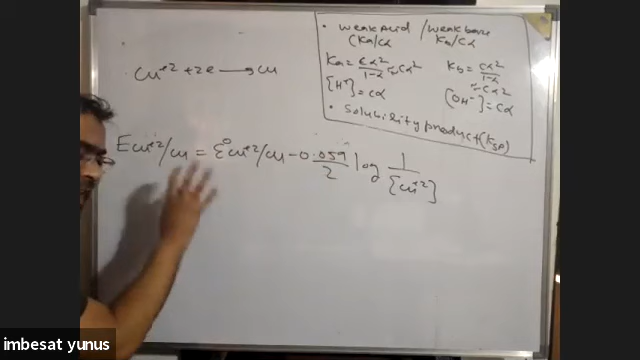 • weak acid / weak base
(Ka/cα
Ka/cα
Ka = cα²/1-α ≈ cα²
Kb = cα²/1-α ≈ cα²
[H⁺] = cα
[OH⁻] = cα
• solubility product (Ksp)
Cu⁺² + 2e → Cu
E Cu⁺²/Cu = E° Cu⁺²/Cu - 0.059/2 log 1/[Cu⁺²]
imbesat yunus